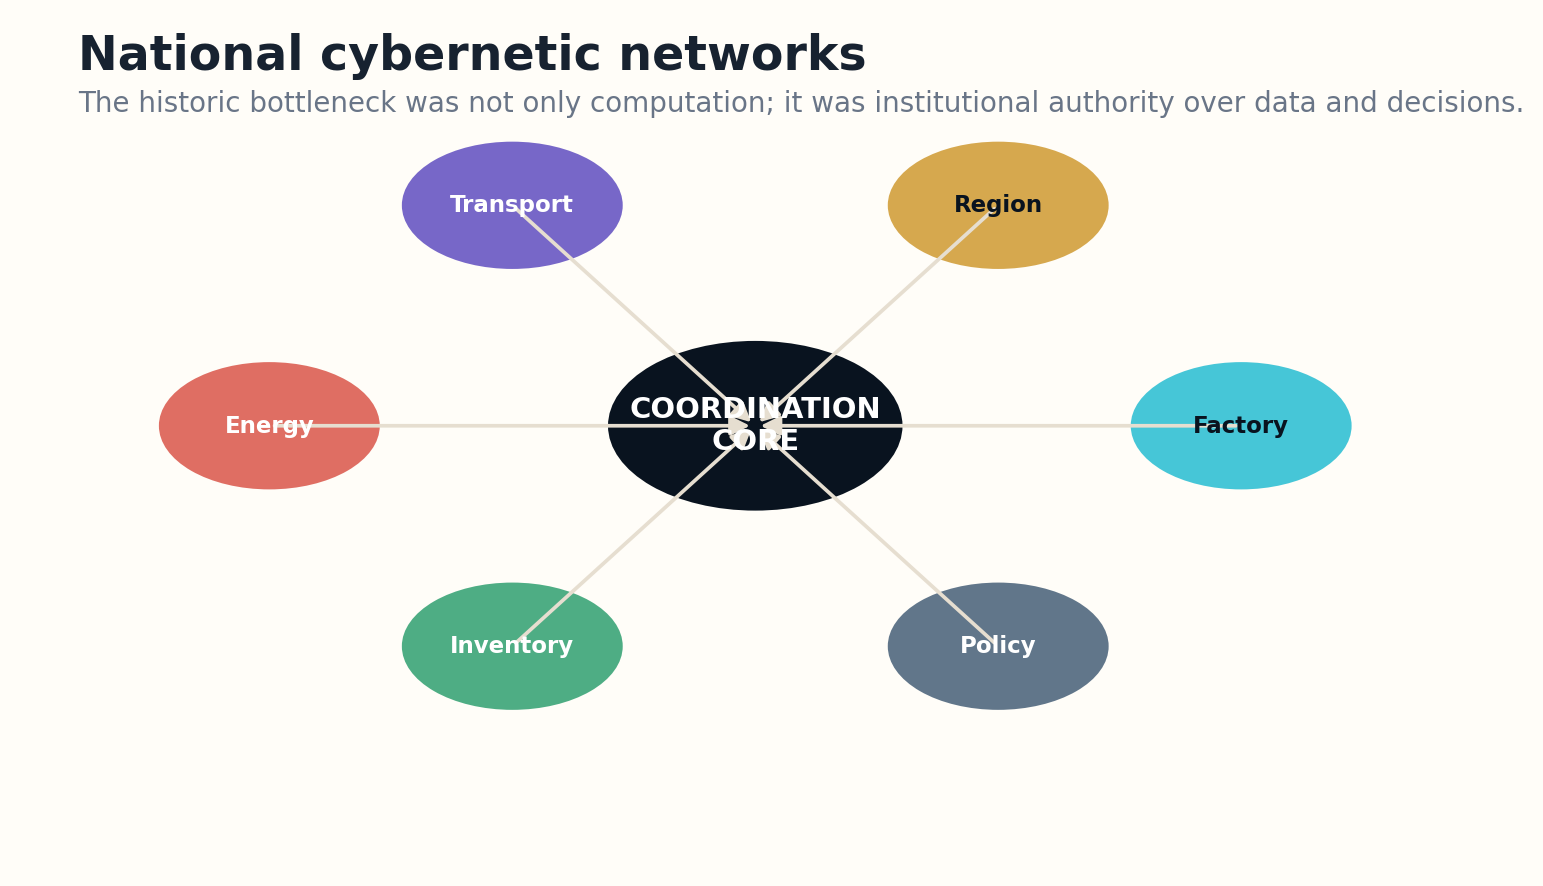 National cybernetic networks
The historic bottleneck was not only computation; it was institutional authority over data and decisions.
Transport
Region
Energy
COORDINATION
CORE
Factory
Inventory
Policy